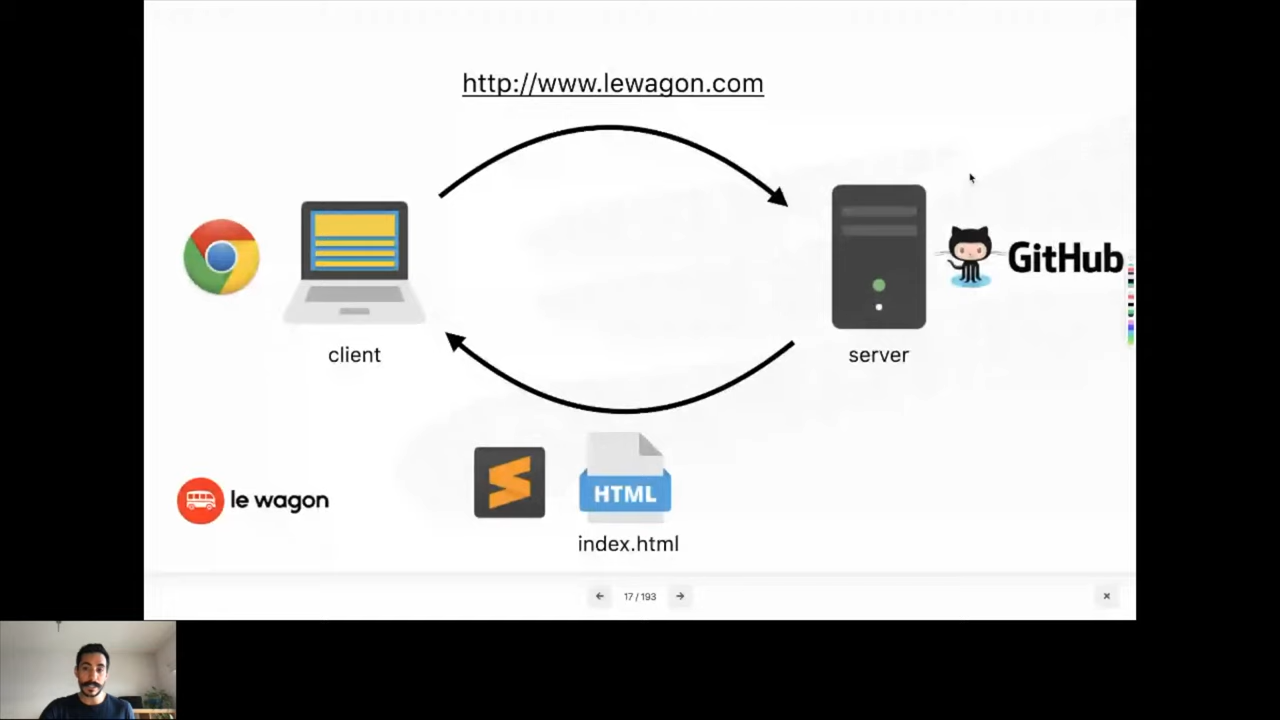 http://www.lewagon.com
GitHub
client
server
HTML
le wagon
index.html
17 / 193